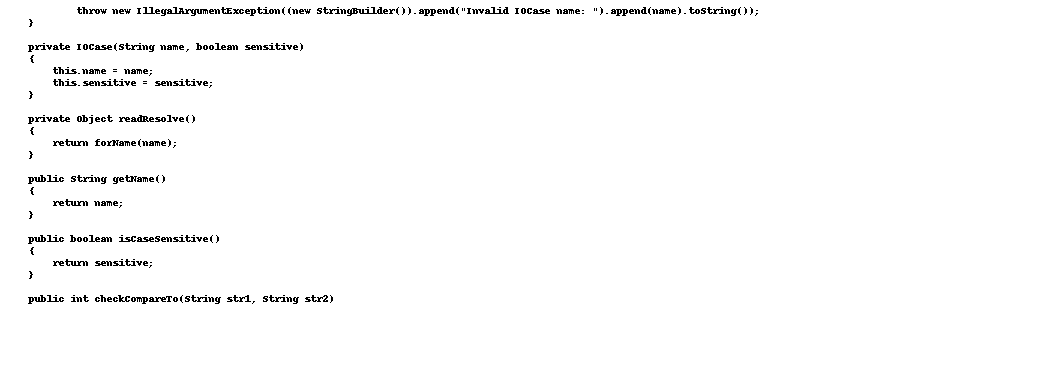 throw new IllegalArgumentException((new StringBuilder()).append("Invalid IOCase name: ").append(name).toString());
}
private IOCase(String name, boolean sensitive)
{
this.name = name;
this.sensitive = sensitive;
}
private Object readResolve()
{
return forName(name);
}
public String getName()
{
return name;
}
public boolean isCaseSensitive()
{
return sensitive;
}
public int checkCompareTo(String str1, String str2)